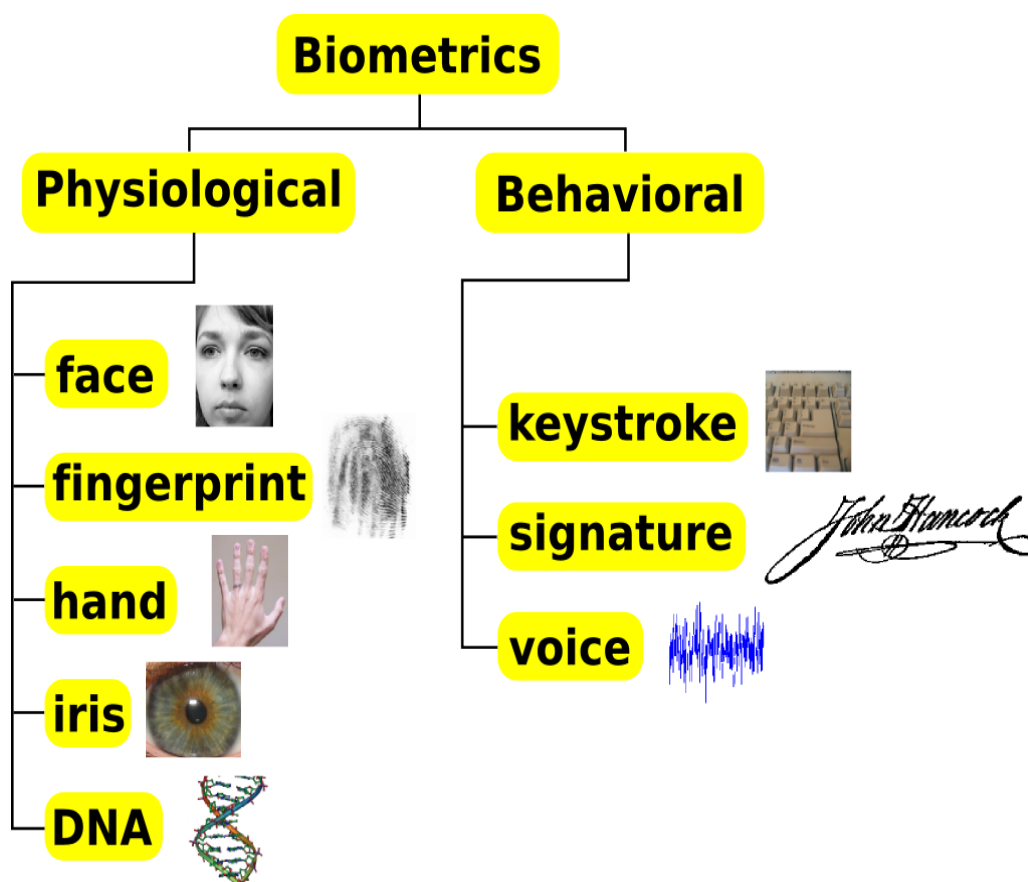 Biometrics
Physiological
Behavioral
face
fingerprint
hand
iris
DNA
keystroke
signature
John Hancock
voice